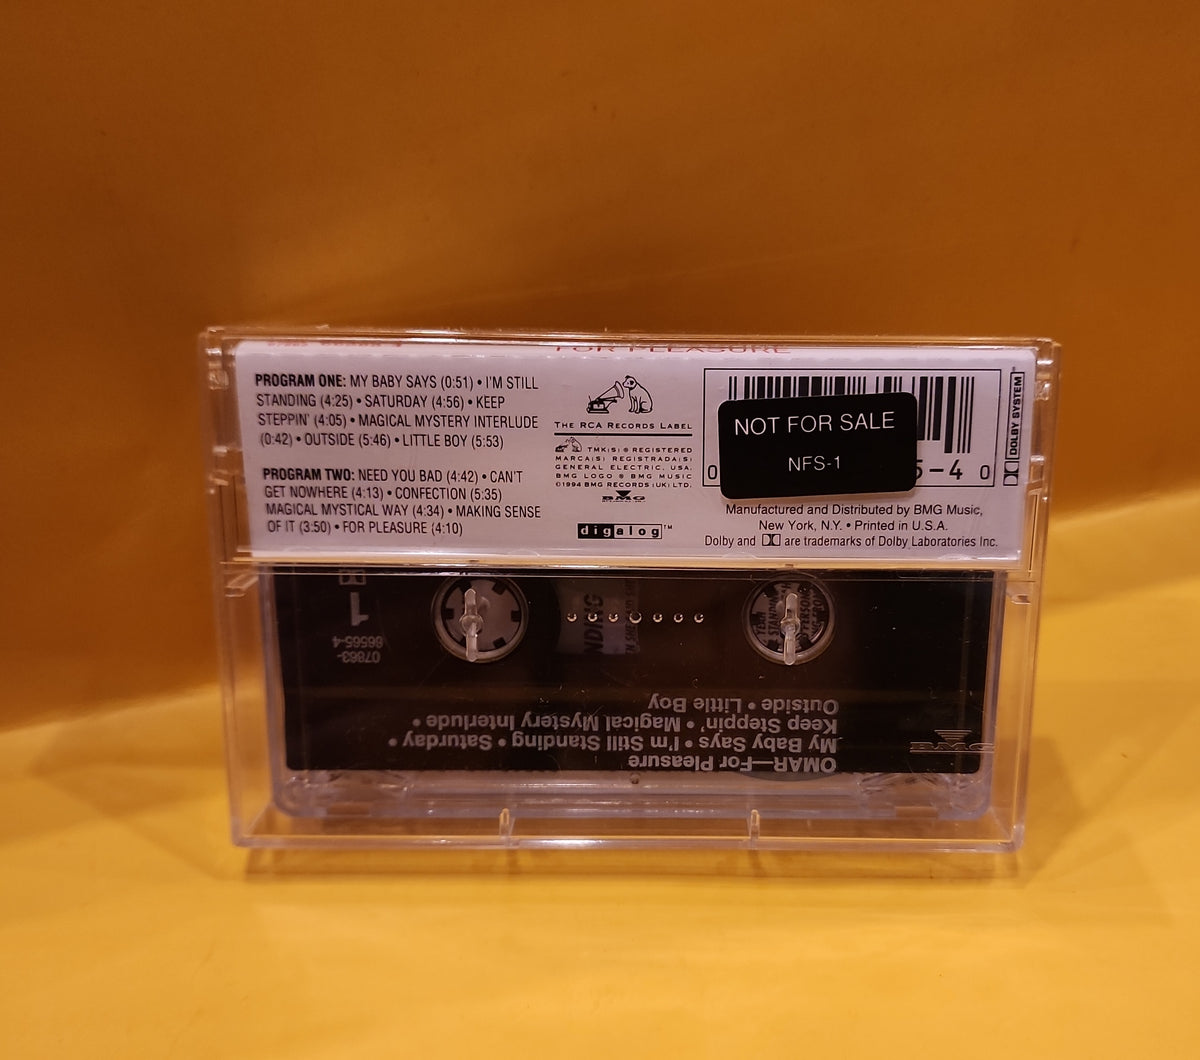 FOR PLEASURE
PROGRAM ONE: MY BABY SAYS (0:51) • I'M STILL
STANDING (4:25) • SATURDAY (4:56) • KEEP
STEPPIN' (4:05) • MAGICAL MYSTERY INTERLUDE
(0:42) • OUTSIDE (5:46) • LITTLE BOY (5:53)
PROGRAM TWO: NEED YOU BAD (4:42) • CAN'T
GET NOWHERE (4:13) • CONFECTION (5:35)
MAGICAL MYSTICAL WAY (4:34) • MAKING SENSE
OF IT (3:50) • FOR PLEASURE (4:10)
THE RCA RECORDS LABEL
TMK(S) ® REGISTERED
MARCA(S) REGISTRADA(S)
GENERAL ELECTRIC, USA.
BMG LOGO ® BMG MUSIC
©1994 BMG RECORDS (UK) LTD.
BMG
digalog™
NOT FOR SALE
NFS-1
0 5-4 0
DOLBY SYSTEM®
Manufactured and Distributed by BMG Music,
New York, N.Y. • Printed in U.S.A.
Dolby and are trademarks of Dolby Laboratories Inc.
OMAR—For Pleasure
My Baby Says • I'm Still Standing • Saturday •
Keep Steppin' • Magical Mystery Interlude •
Outside • Little Boy
07863-
66565-4
1
BMG